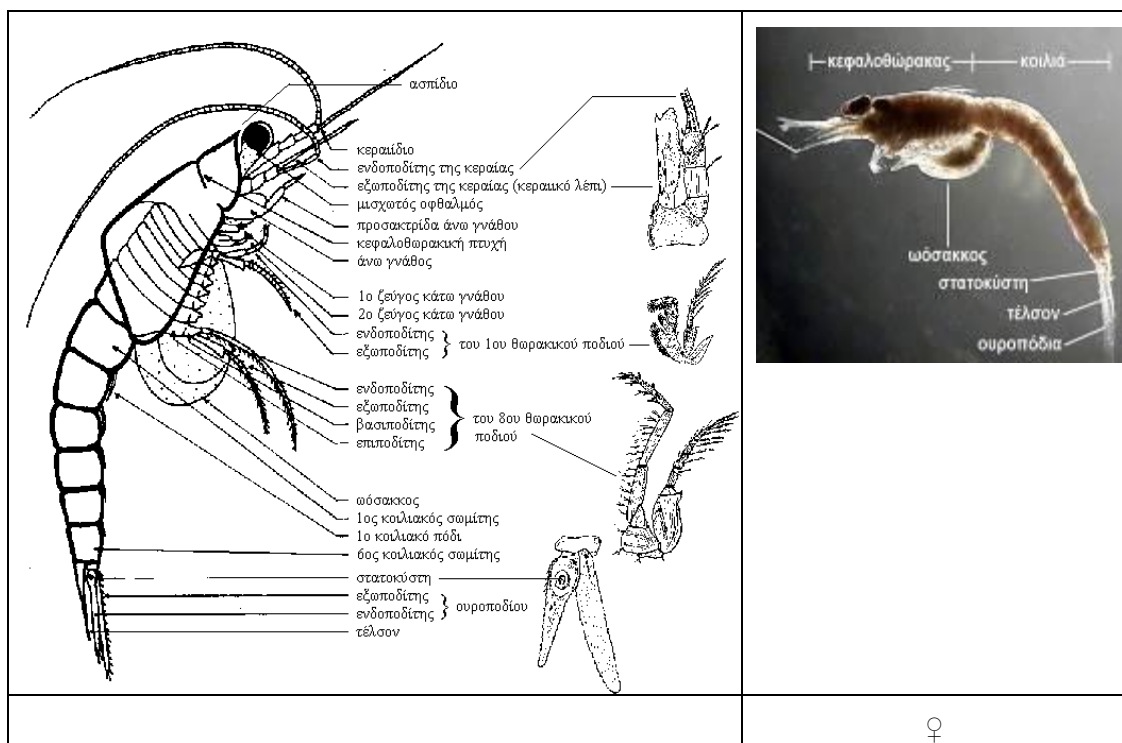 ασπίδιο
κεραιίδιο
ενδοποδίτης της κεραίας
εξωποδίτης της κεραίας (κεραιικό λέπι)
μισχωτός οφθαλμός
προσακτρίδα άνω γνάθου
κεφαλοθωρακική πτυχή
άνω γνάθος
1ο ζεύγος κάτω γνάθου
2ο ζεύγος κάτω γνάθου
ενδοποδίτης
εξωποδίτης
} του 1ου θωρακικού ποδιού
ενδοποδίτης
εξωποδίτης
βασιποδίτης
επιποδίτης
} του 8ου θωρακικού
ποδιού
ωόσακκος
1ος κοιλιακός σωμίτης
1ο κοιλιακό πόδι
6ος κοιλιακός σωμίτης
στατοκύστη
εξωποδίτης
ενδοποδίτης
} ουροποδίου
τέλσον
κεφαλοθώρακας
κοιλιά
ωόσακκος
στατοκύστη
τέλσον
ουροπόδια
♀